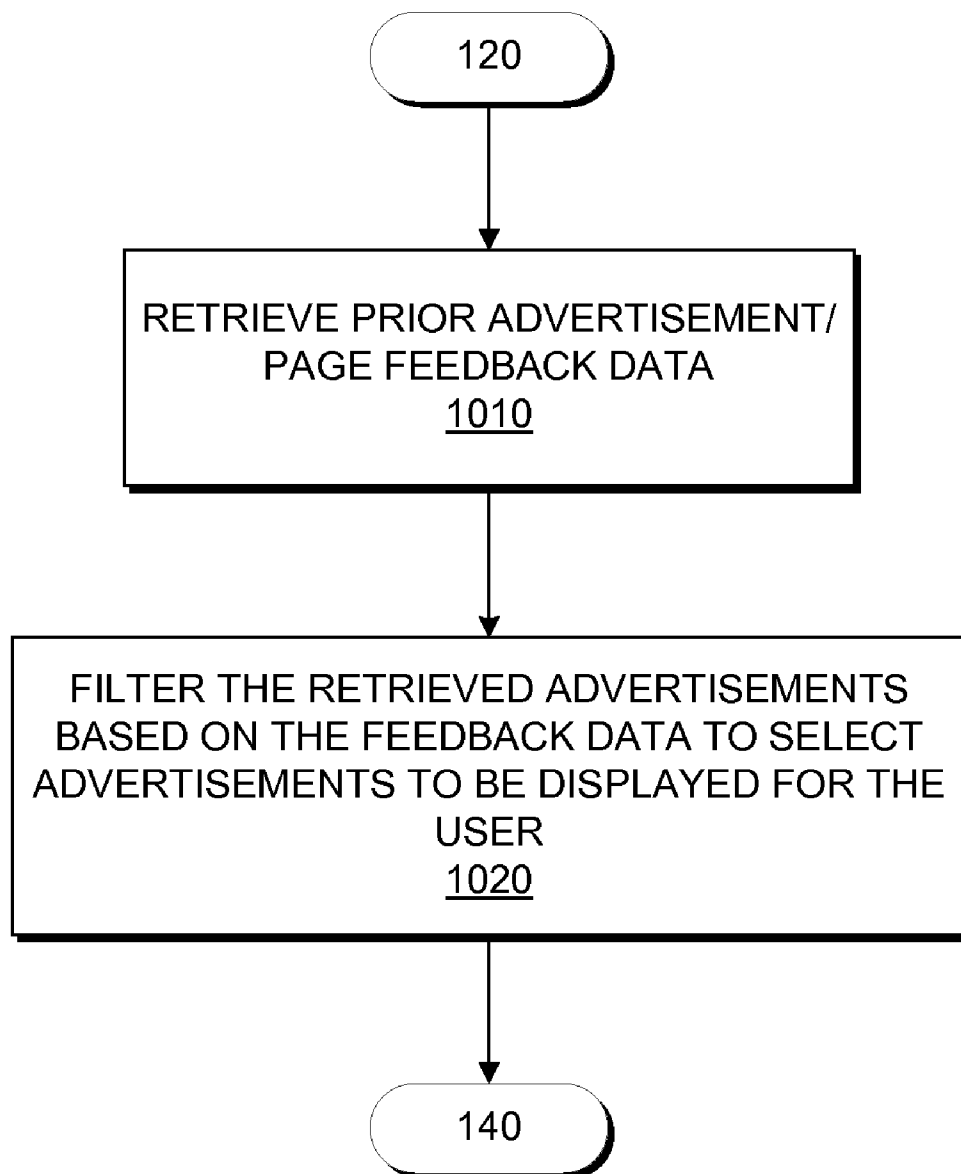 120
RETRIEVE PRIOR ADVERTISEMENT/
PAGE FEEDBACK DATA
1010
FILTER THE RETRIEVED ADVERTISEMENTS
BASED ON THE FEEDBACK DATA TO SELECT
ADVERTISEMENTS TO BE DISPLAYED FOR THE
USER
1020
140